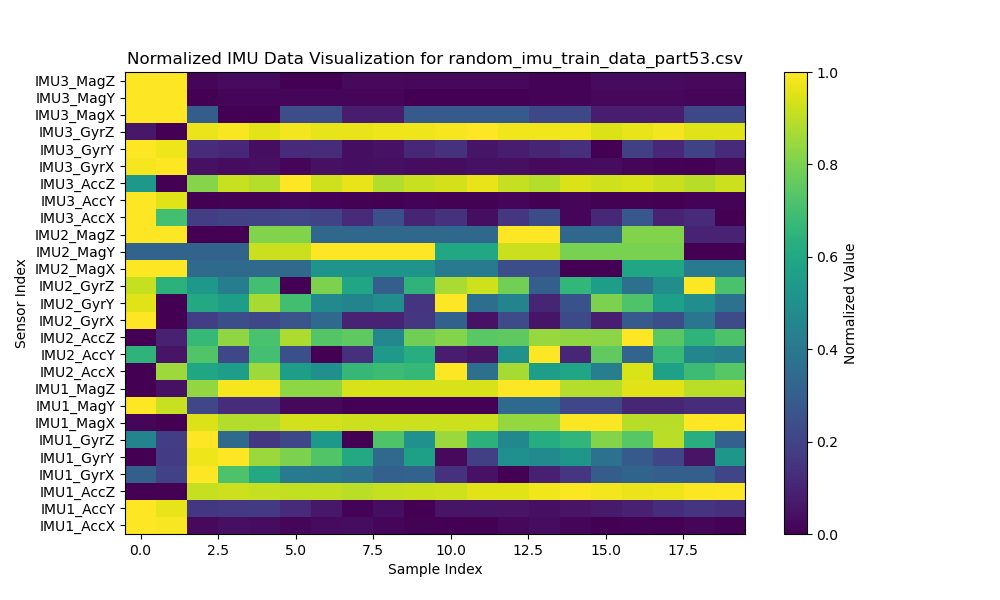 Normalized IMU Data Visualization for random_imu_train_data_part53.csv
IMU3_MagZ
IMU3_MagY
IMU3_MagX
IMU3_GyrZ
IMU3_GyrY
IMU3_GyrX
IMU3_AccZ
IMU3_AccY
IMU3_AccX
IMU2_MagZ
IMU2_MagY
IMU2_MagX
IMU2_GyrZ
IMU2_GyrY
IMU2_GyrX
IMU2_AccZ
IMU2_AccY
IMU2_AccX
IMU1_MagZ
IMU1_MagY
IMU1_MagX
IMU1_GyrZ
IMU1_GyrY
IMU1_GyrX
IMU1_AccZ
IMU1_AccY
IMU1_AccX
Sensor Index
0.0 2.5 5.0 7.5 10.0 12.5 15.0 17.5
Sample Index
1.0
0.8
0.6
0.4
0.2
0.0
Normalized Value